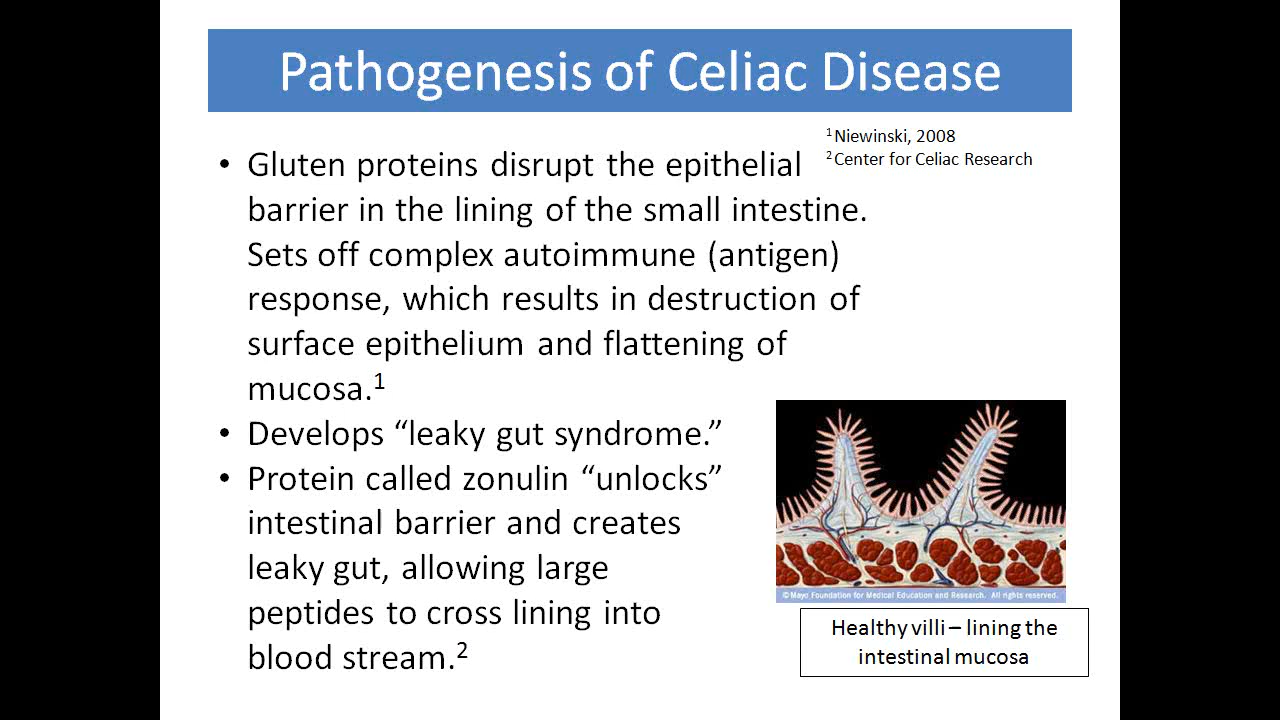 Pathogenesis of Celiac Disease
¹ Niewinski, 2008
² Center for Celiac Research
• Gluten proteins disrupt the epithelial
barrier in the lining of the small intestine.
Sets off complex autoimmune (antigen)
response, which results in destruction of
surface epithelium and flattening of
mucosa.¹
• Develops “leaky gut syndrome.”
• Protein called zonulin “unlocks”
intestinal barrier and creates
leaky gut, allowing large
peptides to cross lining into
blood stream.²
©Mayo Foundation for Medical Education and Research. All rights reserved.
Healthy villi – lining the
intestinal mucosa